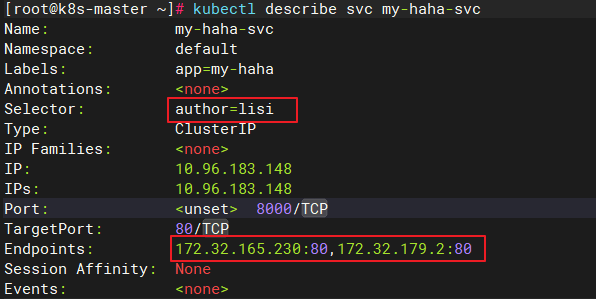 [root@k8s-master ~]# kubectl describe svc my-haha-svc
Name: my-haha-svc
Namespace: default
Labels: app=my-haha
Annotations: <none>
Selector: author=lisi
Type: ClusterIP
IP Families: <none>
IP: 10.96.183.148
IPs: 10.96.183.148
Port: <unset> 8000/TCP
TargetPort: 80/TCP
Endpoints: 172.32.165.230:80,172.32.179.2:80
Session Affinity: None
Events: <none>